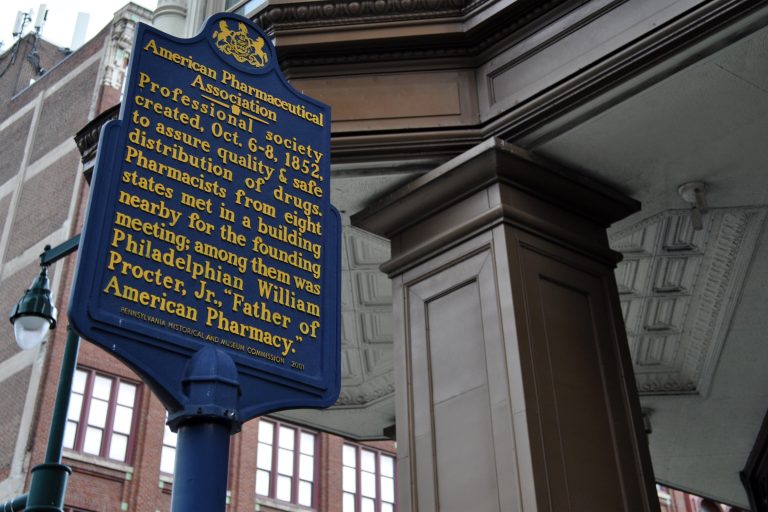 American Pharmaceutical
Association
Professional society
created, Oct. 6-8, 1852,
to assure quality & safe
distribution of drugs.
Pharmacists from eight
states met in a building
nearby for the founding
meeting; among them was
Philadelphian William
Procter, Jr., "Father of
American Pharmacy."
PENNSYLVANIA HISTORICAL AND MUSEUM COMMISSION 2001